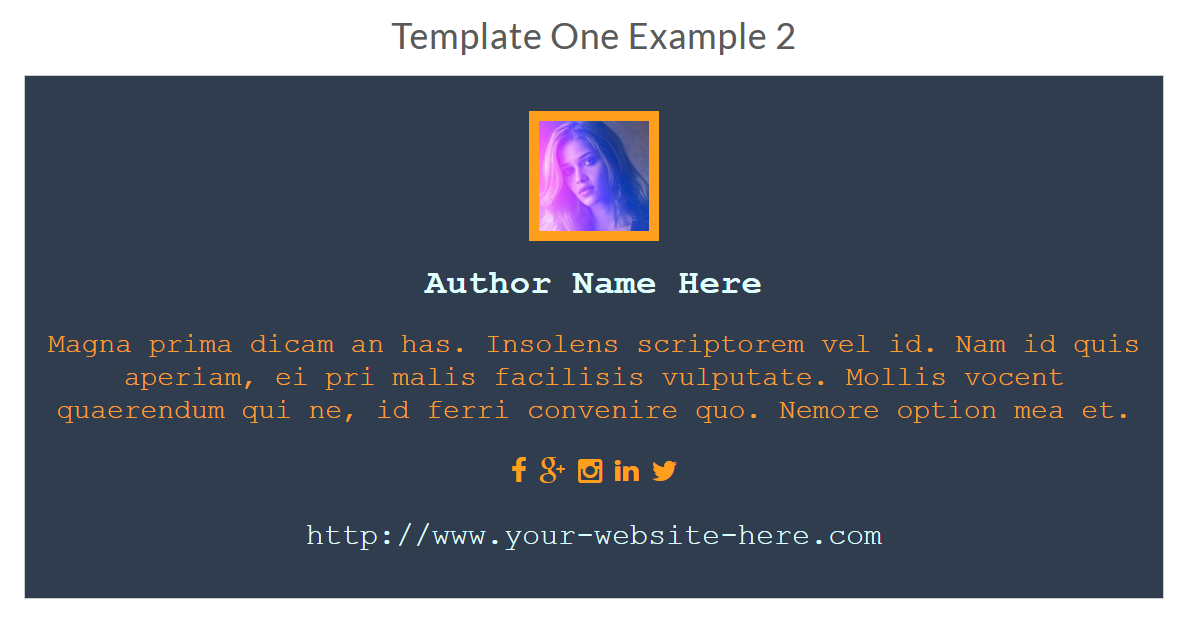 Template One Example 2
Author Name Here
Magna prima dicam an has. Insolens scriptorem vel id. Nam id quis
aperiam, ei pri malis facilisis vulputate. Mollis vocent
quaerendum qui ne, id ferri convenire quo. Nemore option mea et.
http://www.your-website-here.com